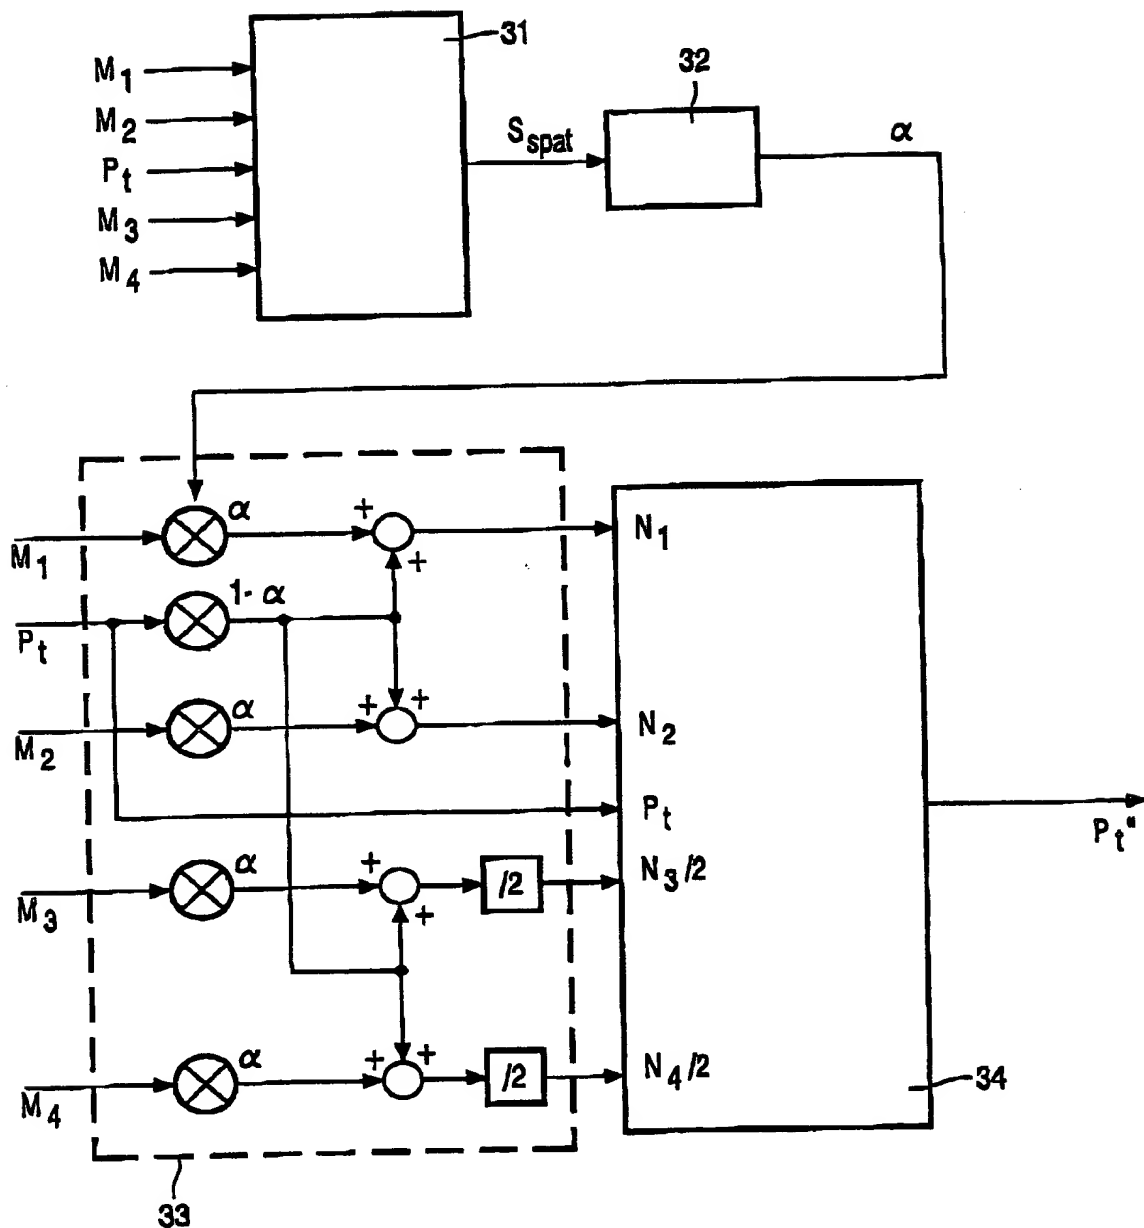 31
M1
M2
Pt
M3
M4
Sspat
32
α
M1
α
+
+
N1
Pt
1-α
M2
α
+
+
N2
Pt
Pt"
M3
α
+
+
/2
N3/2
M4
α
+
+
/2
N4/2
34
33